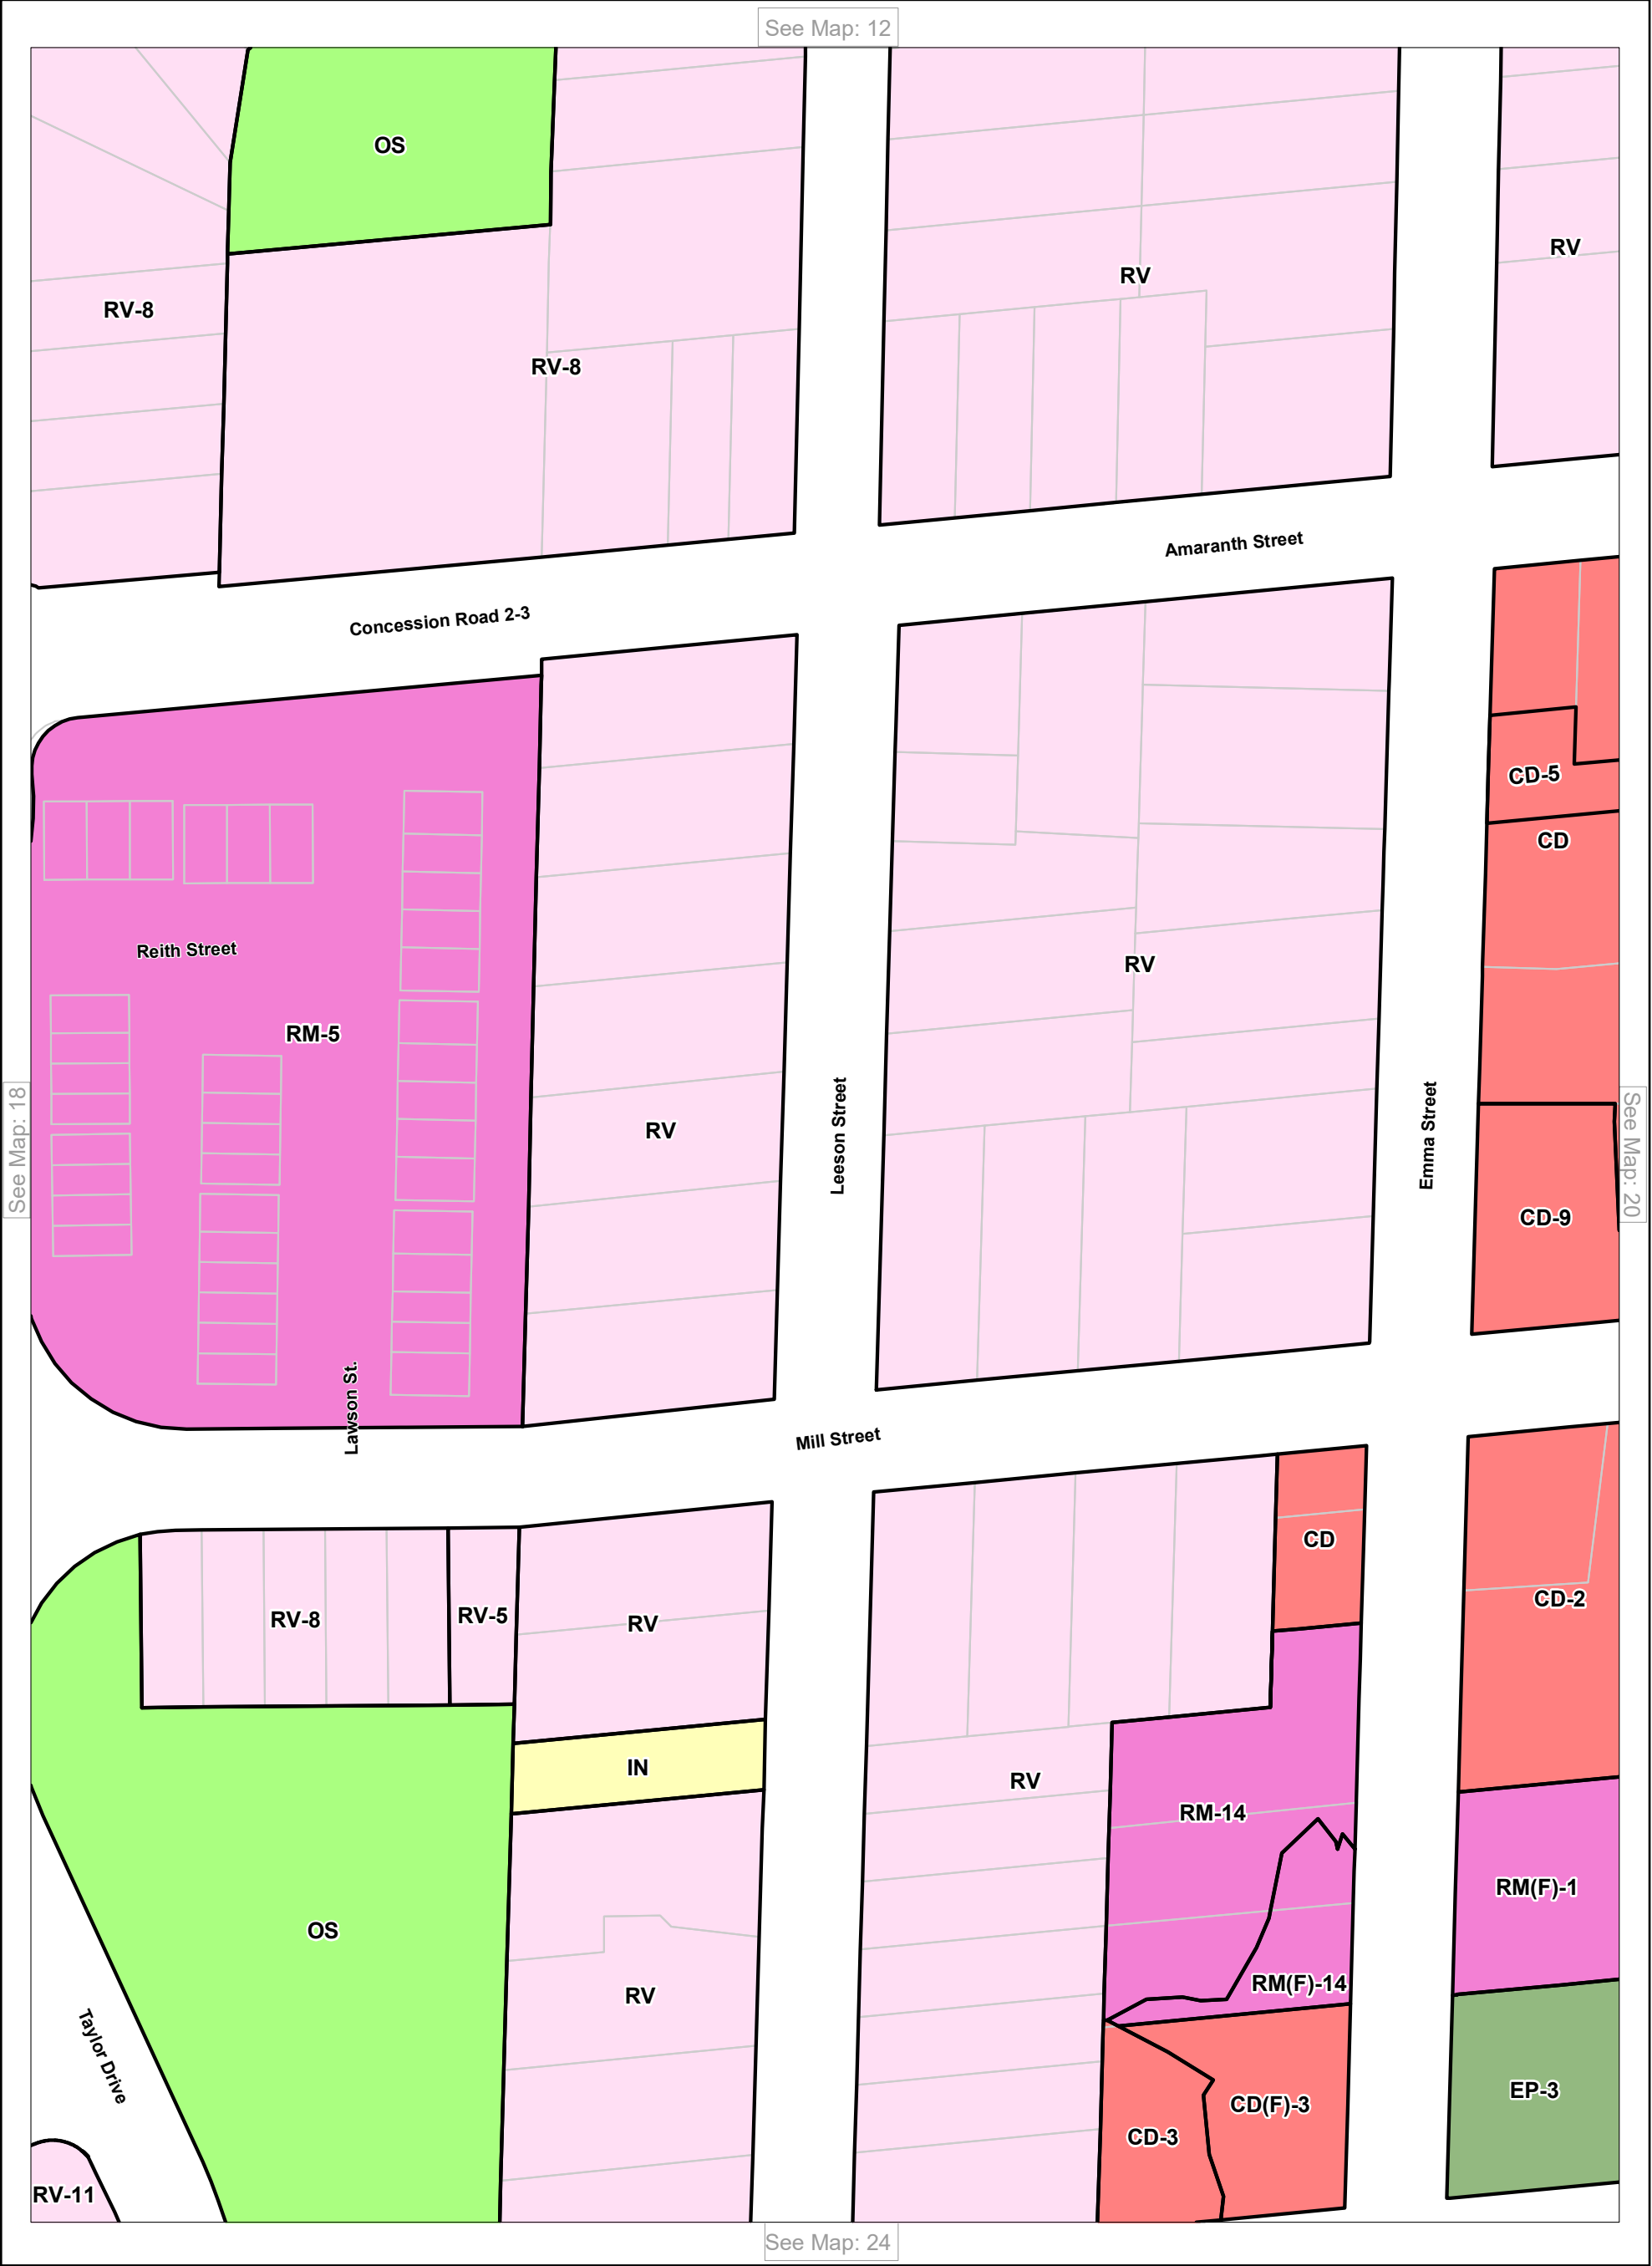 See Map: 12
OS
RV
RV
RV-8
RV-8
Amaranth Street
Concession Road 2-3
CD-5
CD
Reith Street
RV
RM-5
See Map: 18
RV
Leeson Street
Emma Street
See Map: 20
CD-9
Lawson St.
Mill Street
CD
CD-2
RV-8
RV-5
RV
IN
RV
RM-14
RM(F)-1
OS
RV
RM(F)-14
Taylor Drive
EP-3
CD(F)-3
CD-3
RV-11
See Map: 24